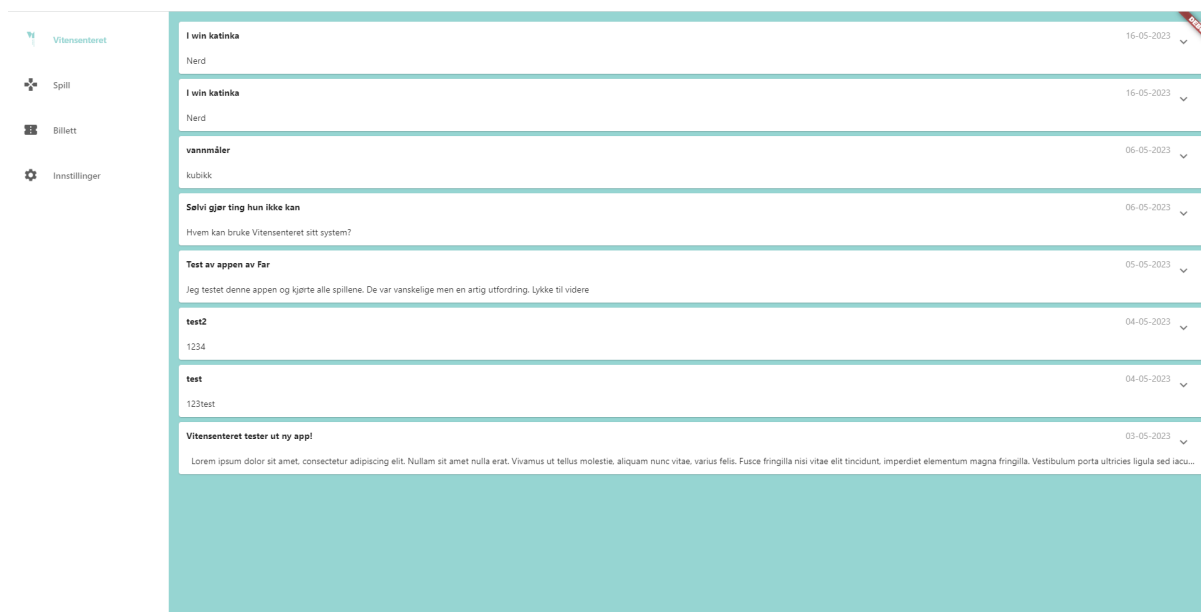 Vitensenteret
Spill
Billett
Innstillinger
I win katinka 16-05-2023
Nerd
I win katinka 16-05-2023
Nerd
vannmåler 06-05-2023
kubikk
Sølvi gjør ting hun ikke kan 06-05-2023
Hvem kan bruke Vitensenteret sitt system?
Test av appen av Far 05-05-2023
Jeg testet denne appen og kjørte alle spillene. De var vanskelige men en artig utfordring. Lykke til videre
test2 04-05-2023
1234
test 04-05-2023
123test
Vitensenteret tester ut ny app! 03-05-2023
Lorem ipsum dolor sit amet, consectetur adipiscing elit. Nullam sit amet nulla erat. Vivamus ut tellus molestie, aliquam nunc vitae, varius felis. Fusce fringilla nisi vitae elit tincidunt, imperdiet elementum magna fringilla. Vestibulum porta ultricies ligula sed iacu...